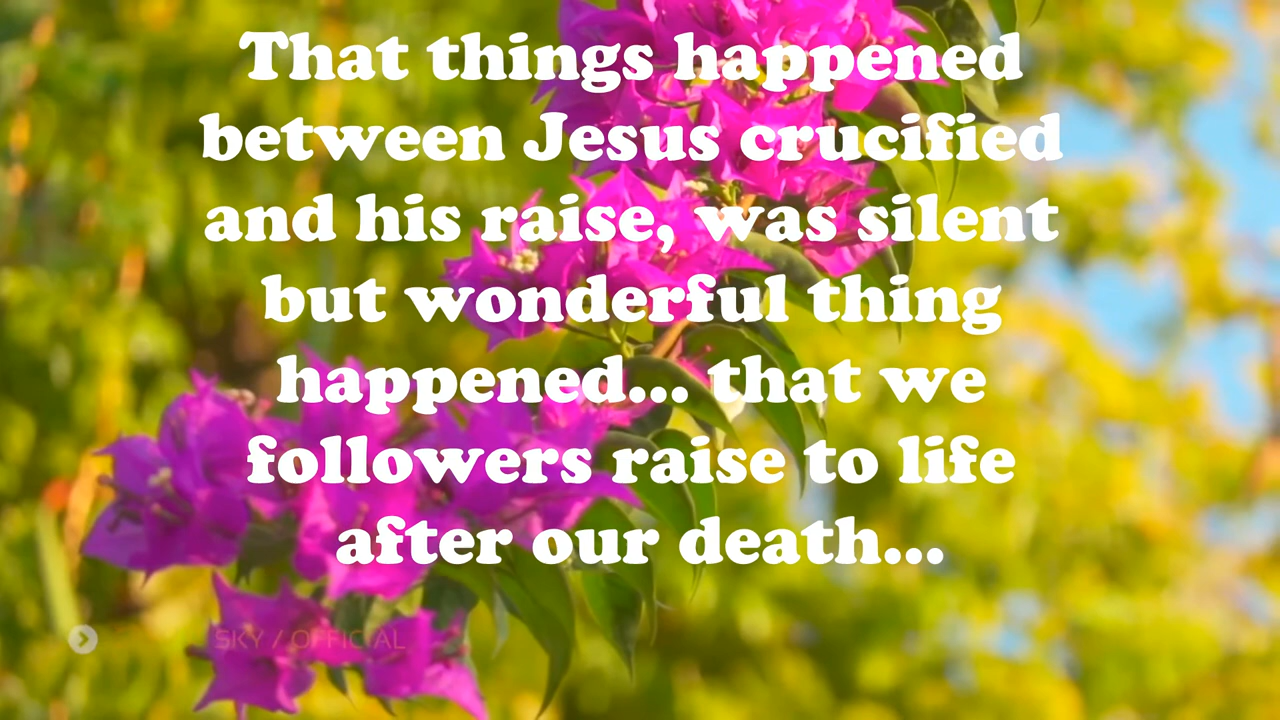 That things happened
between Jesus crucified
and his raise, was silent
but wonderful thing
happened... that we
followers raise to life
after our death...
SKY / OFFICIAL